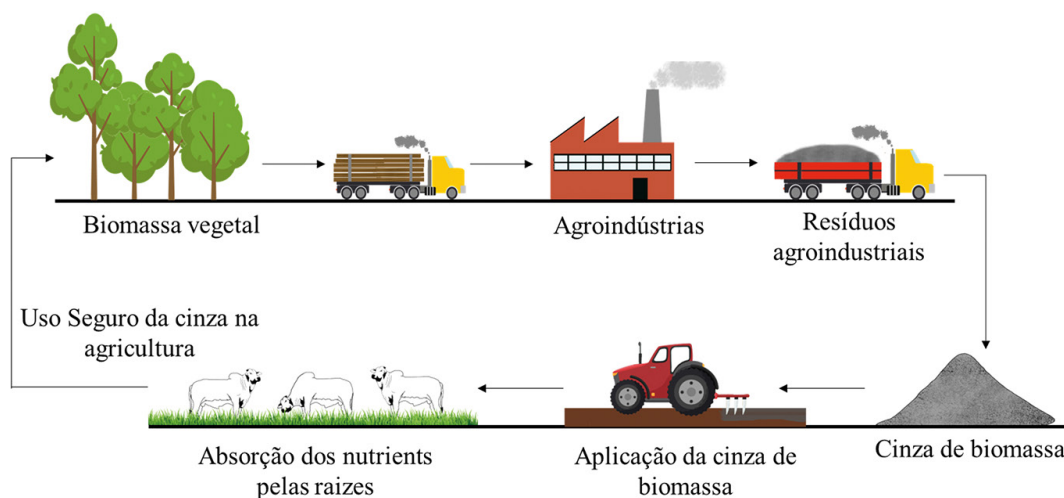 Biomassa vegetal
Agroindústrias
Resíduos
agroindustriais
Uso Seguro da cinza na
agricultura
Absorção dos nutrients
pelas raizes
Aplicação da cinza de
biomassa
Cinza de biomassa